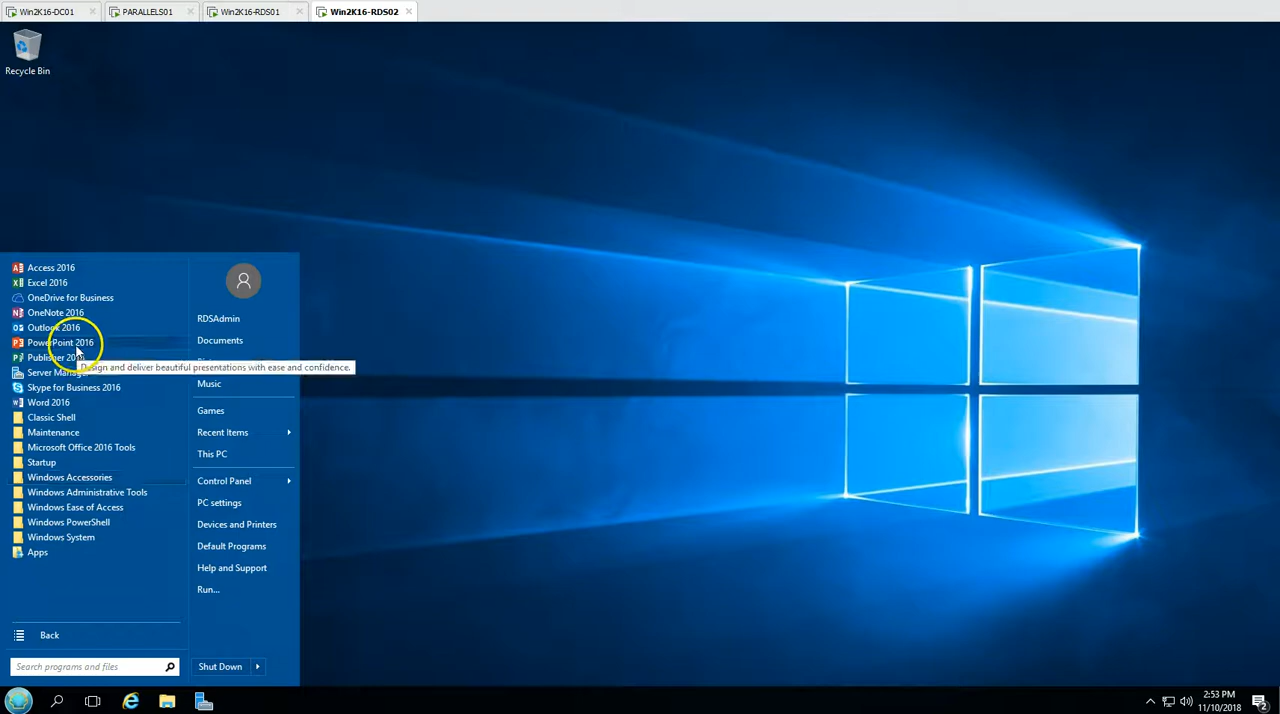 Win2K16-DC01
PARALLELS01
Win2K16-RDS01
Win2K16-RDS02
Recycle Bin
Access 2016
Excel 2016
OneDrive for Business
OneNote 2016
Outlook 2016
PowerPoint 2016
Publisher
Design and deliver beautiful presentations with ease and confidence.
Server
Skype for Business 2016
Word 2016
Classic Shell
Maintenance
Microsoft Office 2016 Tools
Startup
Windows Accessories
Windows Administrative Tools
Windows Ease of Access
Windows PowerShell
Windows System
Apps
Back
Search programs and files
RDSAdmin
Documents
Music
Games
Recent Items
This PC
Control Panel
PC settings
Devices and Printers
Default Programs
Help and Support
Run...
Shut Down
2:53 PM
11/10/2018
2